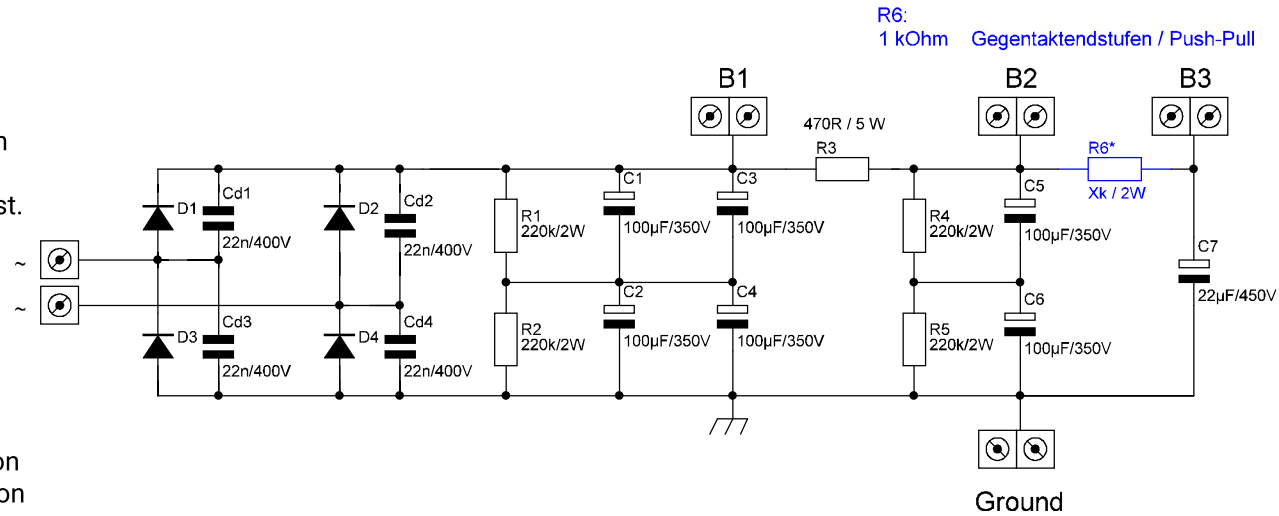 R6:
1 kOhm Gegentaktendstufen / Push-Pull
B1
B2
B3
470R / 5 W
R3
R6*
Xk / 2W
n
st.
Cd1
D1
22n/400V
Cd2
D2
22n/400V
R1
220k/2W
C1
100µF/350V
C3
100µF/350V
R4
220k/2W
C5
100µF/350V
C7
22µF/450V
~
~
Cd3
D3
22n/400V
Cd4
D4
22n/400V
R2
220k/2W
C2
100µF/350V
C4
100µF/350V
R5
220k/2W
C6
100µF/350V
on
on
Ground